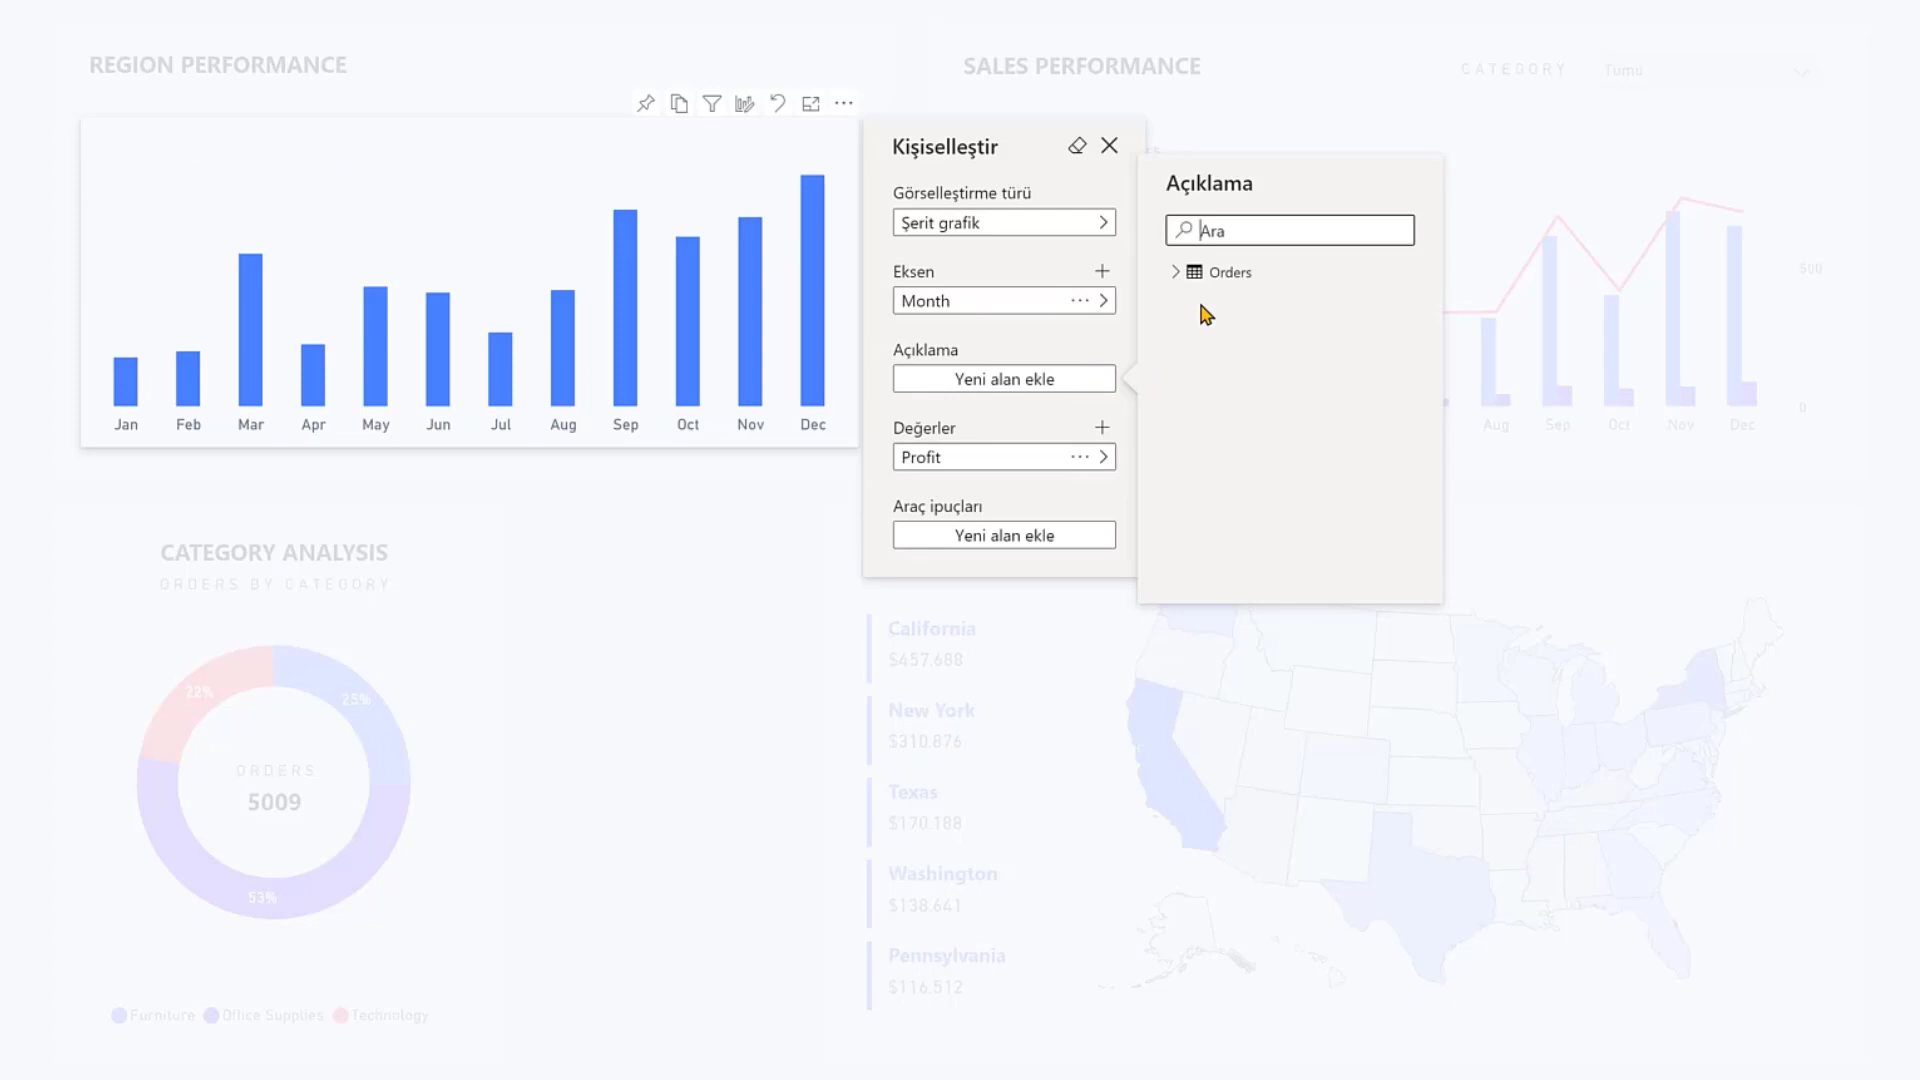 REGION PERFORMANCE
SALES PERFORMANCE
CATEGORY
Tümü
Jan Feb Mar Apr May Jun Jul Aug Sep Oct Nov Dec
Kişiselleştir
Görselleştirme türü
Şerit grafik
Eksen
Month
Açıklama
Yeni alan ekle
Değerler
Profit
Araç ipuçları
Yeni alan ekle
Açıklama
Ara
Orders
500
0
Aug Sep Oct Nov Dec
CATEGORY ANALYSIS
ORDERS BY CATEGORY
22%
25%
ORDERS
5009
53%
Furniture Office Supplies Technology
California
$457.688
New York
$310.876
Texas
$170.188
Washington
$138.641
Pennsylvania
$116.512